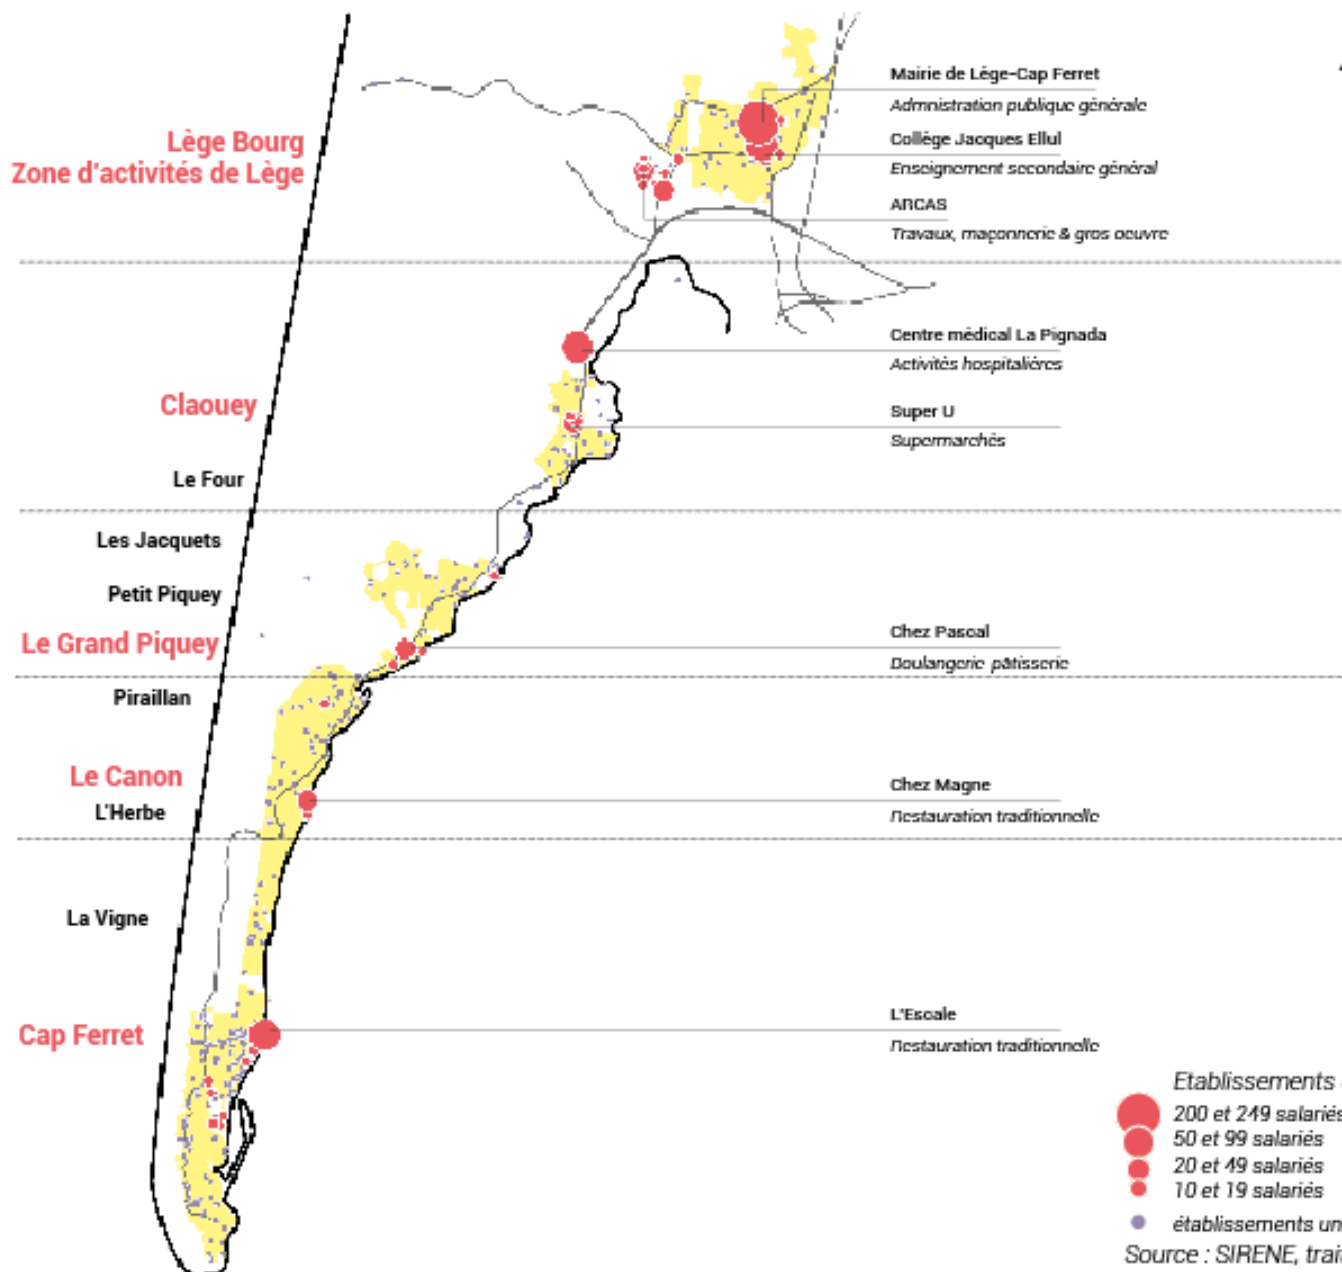 Mairie de Lège-Cap Ferret
Admnistration publique générale
Lège Bourg
Zone d'activités de Lège
Collège Jacques Ellul
Enseignement secondaire général
ARCAS
Travaux, maçonnerie & gros oeuvre
Centre médical La Pignada
Activités hospitalières
Claouey
Super U
Supermarchés
Le Four
Les Jacquets
Petit Piquey
Le Grand Piquey
Chez Pascal
Boulangerie pâtisserie
Piraillan
Le Canon
Chez Magne
L'Herbe
Restauration traditionnelle
La Vigne
Cap Ferret
L'Escale
Restauration traditionnelle
Etablissements
200 et 249 salariés
50 et 99 salariés
20 et 49 salariés
10 et 19 salariés
établissements un
Source : SIRENE, trai